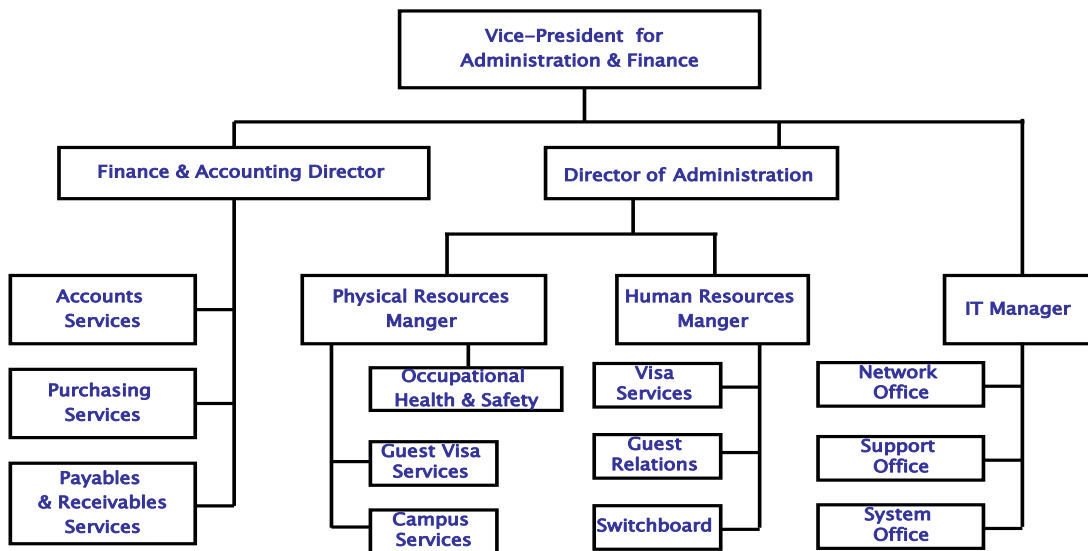 Vice-President for
Administration & Finance
Finance & Accounting Director
Director of Administration
Accounts
Services
Physical Resources
Manger
Human Resources
Manger
IT Manager
Purchasing
Services
Occupational
Health & Safety
Visa
Services
Network
Office
Guest Visa
Services
Guest
Relations
Support
Office
Payables
& Receivables
Services
Campus
Services
Switchboard
System
Office